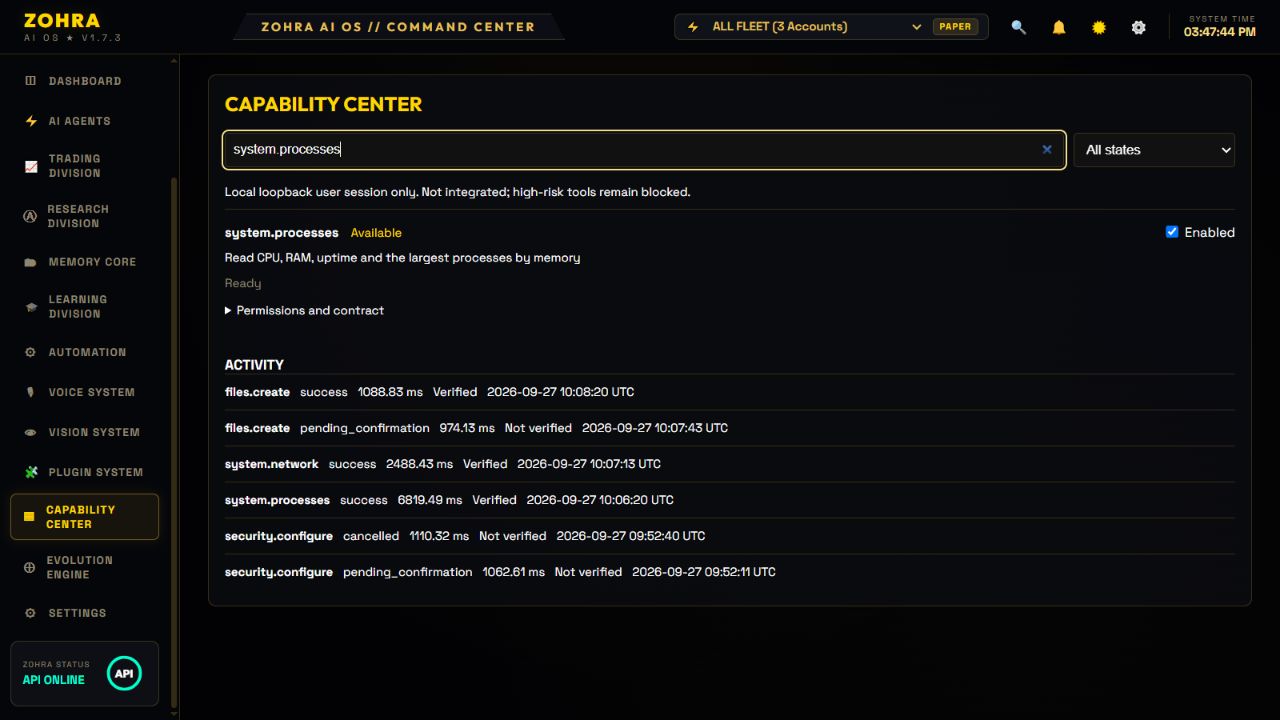 ZOHRA
AI OS ★ V1.7.3
ZOHRA AI OS // COMMAND CENTER
ALL FLEET (3 Accounts)
PAPER
SYSTEM TIME
03:47:44 PM
DASHBOARD
AI AGENTS
TRADING
DIVISION
RESEARCH
DIVISION
MEMORY CORE
LEARNING
DIVISION
AUTOMATION
VOICE SYSTEM
VISION SYSTEM
PLUGIN SYSTEM
CAPABILITY
CENTER
EVOLUTION
ENGINE
SETTINGS
ZOHRA STATUS
API ONLINE
API
CAPABILITY CENTER
system.processes
All states
Local loopback user session only. Not integrated; high-risk tools remain blocked.
system.processes Available
Enabled
Read CPU, RAM, uptime and the largest processes by memory
Ready
Permissions and contract
ACTIVITY
files.create success 1088.83 ms Verified 2026-09-27 10:08:20 UTC
files.create pending_confirmation 974.13 ms Not verified 2026-09-27 10:07:43 UTC
system.network success 2488.43 ms Verified 2026-09-27 10:07:13 UTC
system.processes success 6819.49 ms Verified 2026-09-27 10:06:20 UTC
security.configure cancelled 1110.32 ms Not verified 2026-09-27 09:52:40 UTC
security.configure pending_confirmation 1062.61 ms Not verified 2026-09-27 09:52:11 UTC